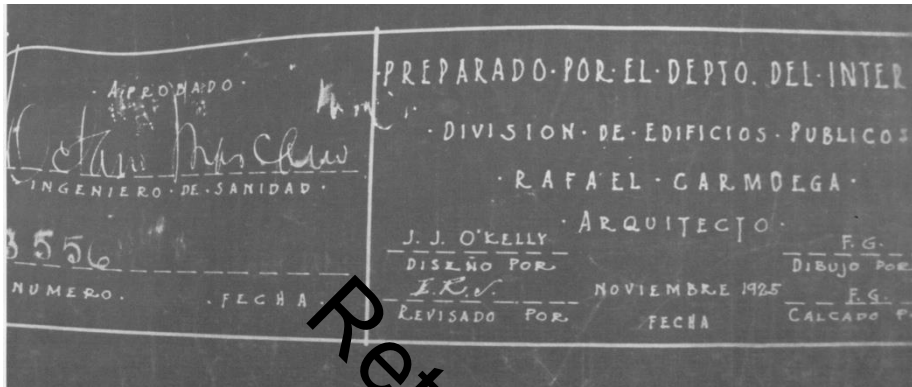 · APROBADO ·
INGENIERO · DE · SANIDAD ·
3556
NUMERO. · FECHA ·
PREPARADO · POR · EL · DEPTO. DEL · INTER
· DIVISION · DE · EDIFICIOS · PUBLICOS
· RAFAEL · CARMOEGA ·
· ARQUITECTO ·
J. J. O'KELLY
DISEÑO POR
REVISADO POR
NOVIEMBRE 1925
FECHA
F. G.
DIBUJO POR
F. G.
CALCADO P
Ret